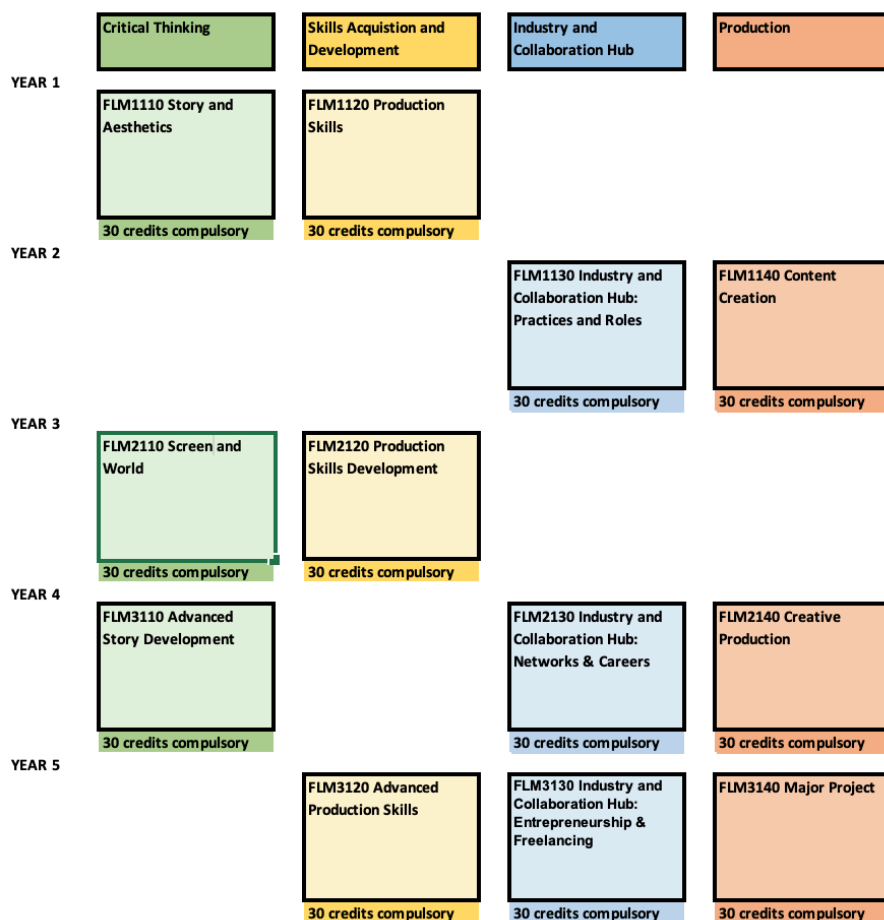 Critical Thinking
Skills Acquistion and
Development
Industry and
Collaboration Hub
Production
YEAR 1
FLM1110 Story and
Aesthetics
30 credits compulsory
FLM1120 Production
Skills
30 credits compulsory
YEAR 2
FLM1130 Industry and
Collaboration Hub:
Practices and Roles
30 credits compulsory
FLM1140 Content
Creation
30 credits compulsory
YEAR 3
FLM2110 Screen and
World
30 credits compulsory
FLM2120 Production
Skills Development
30 credits compulsory
YEAR 4
FLM3110 Advanced
Story Development
30 credits compulsory
FLM2130 Industry and
Collaboration Hub:
Networks & Careers
30 credits compulsory
FLM2140 Creative
Production
30 credits compulsory
YEAR 5
FLM3120 Advanced
Production Skills
30 credits compulsory
FLM3130 Industry and
Collaboration Hub:
Entrepreneurship &
Freelancing
30 credits compulsory
FLM3140 Major Project
30 credits compulsory